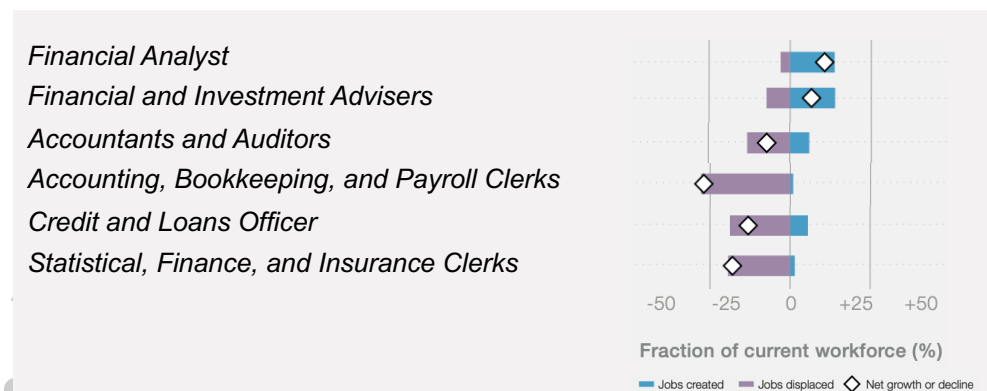 Financial Analyst
Financial and Investment Advisers
Accountants and Auditors
Accounting, Bookkeeping, and Payroll Clerks
Credit and Loans Officer
Statistical, Finance, and Insurance Clerks
-50 -25 0 +25 +50
Fraction of current workforce (%)
Jobs created Jobs displaced Net growth or decline